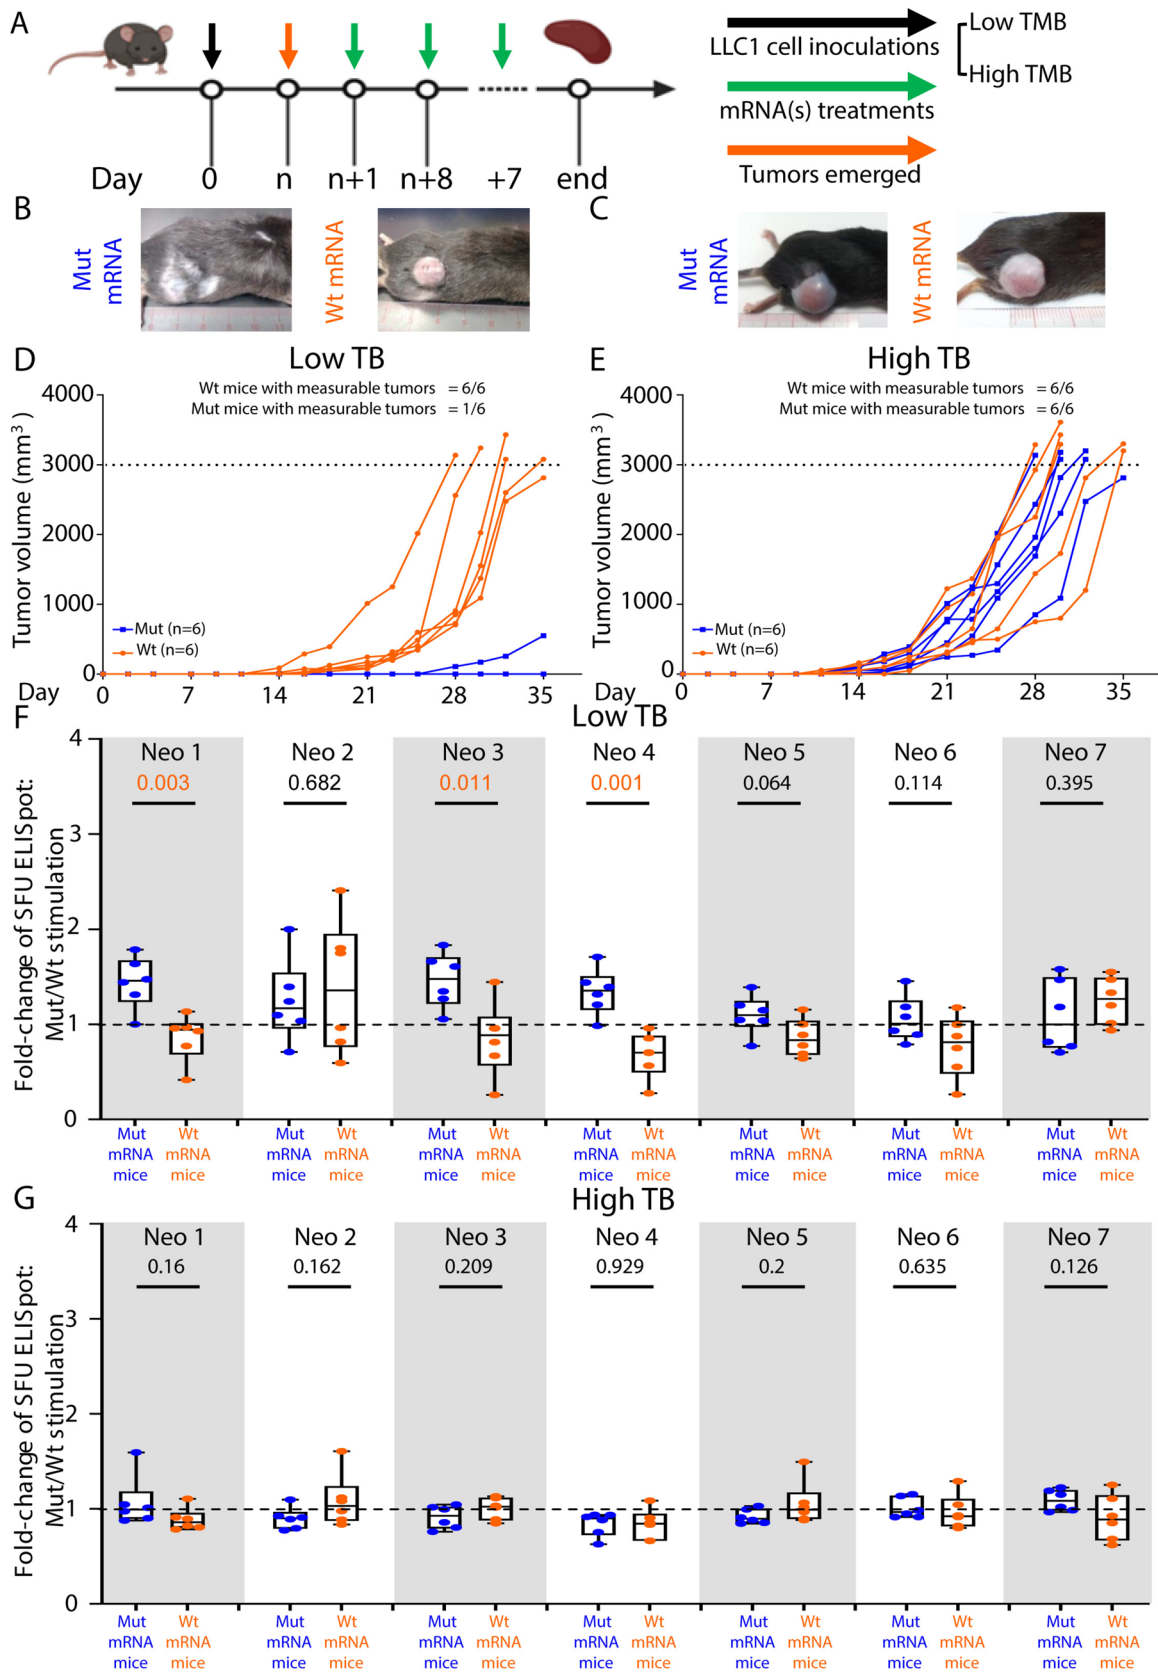 A
LLC1 cell inoculations
Low TMB
High TMB
mRNA(s) treatments
Tumors emerged
Day 0 n n+1 n+8 +7 end
B
Mut
mRNA
Wt mRNA
C
Mut
mRNA
Wt mRNA
D
Low TB
Wt mice with measurable tumors = 6/6
Mut mice with measurable tumors = 1/6
Tumor volume (mm3)
4000
3000
2000
1000
0
Mut (n=6)
Wt (n=6)
Day 0 7 14 21 28 35
E
High TB
Wt mice with measurable tumors = 6/6
Mut mice with measurable tumors = 6/6
Tumor volume (mm3)
4000
3000
2000
1000
0
Mut (n=6)
Wt (n=6)
Day 0 7 14 21 28 35
F
Low TB
Fold-change of SFU ELISpot:
Mut/Wt stimulation
4
3
2
1
0
Neo 1 Neo 2 Neo 3 Neo 4 Neo 5 Neo 6 Neo 7
0.003 0.682 0.011 0.001 0.064 0.114 0.395
Mut Wt Mut Wt Mut Wt Mut Wt Mut Wt Mut Wt Mut Wt
mRNA mRNA mRNA mRNA mRNA mRNA mRNA mRNA mRNA mRNA mRNA mRNA mRNA mRNA
mice mice mice mice mice mice mice mice mice mice mice mice mice mice
G
High TB
Fold-change of SFU ELISpot:
Mut/Wt stimulation
4
3
2
1
0
Neo 1 Neo 2 Neo 3 Neo 4 Neo 5 Neo 6 Neo 7
0.16 0.162 0.209 0.929 0.2 0.635 0.126
Mut Wt Mut Wt Mut Wt Mut Wt Mut Wt Mut Wt Mut Wt
mRNA mRNA mRNA mRNA mRNA mRNA mRNA mRNA mRNA mRNA mRNA mRNA mRNA mRNA
mice mice mice mice mice mice mice mice mice mice mice mice mice mice